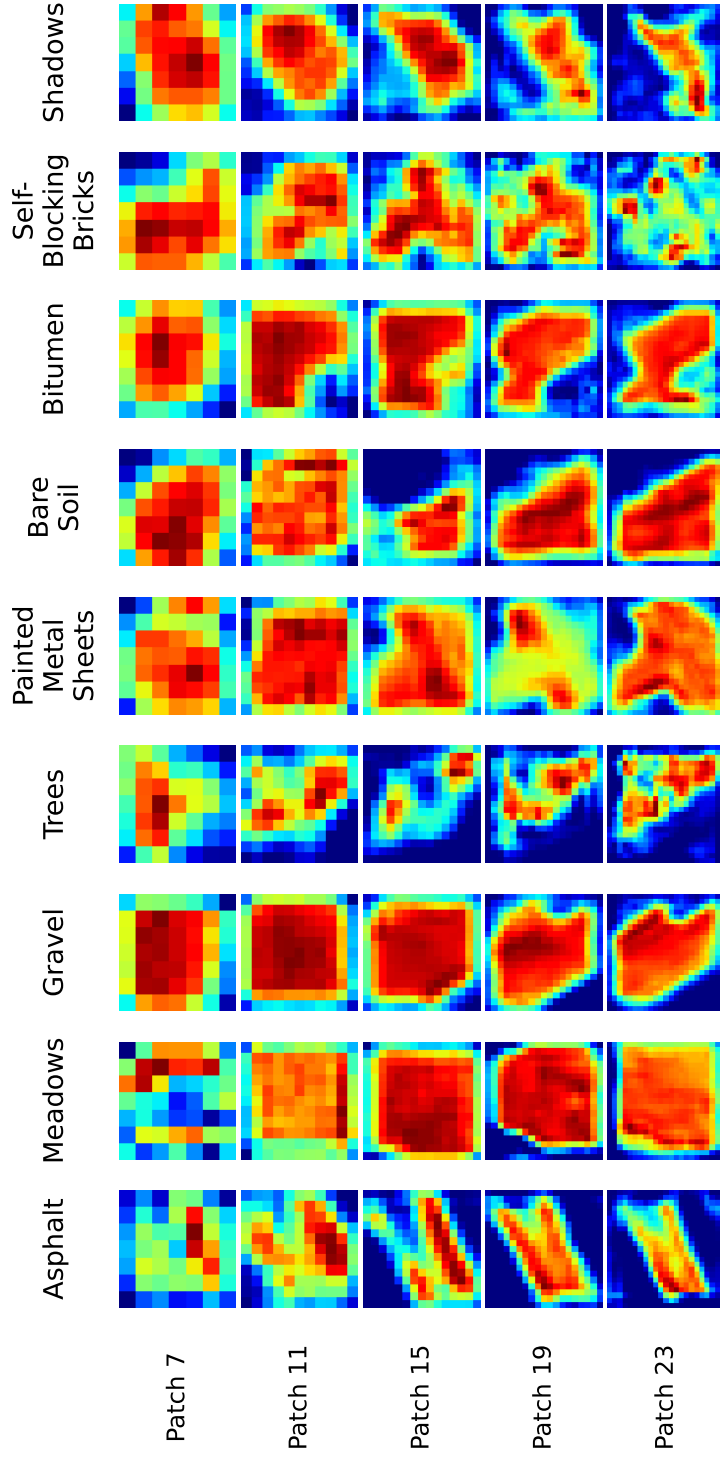 Shadows
Self-
Blocking
Bricks
Bitumen
Bare
Soil
Painted
Metal
Sheets
Trees
Gravel
Meadows
Asphalt
Patch 7
Patch 11
Patch 15
Patch 19
Patch 23